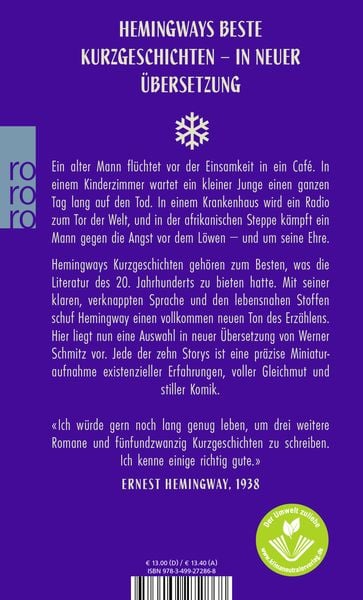 HEMINGWAYS BESTE
KURZGESCHICHTEN – IN NEUER
ÜBERSETZUNG
ro
ro
ro
Ein alter Mann flüchtet vor der Einsamkeit in ein Café. In
einem Kinderzimmer wartet ein kleiner Junge einen ganzen
Tag lang auf den Tod. In einem Krankenhaus wird ein Radio
zum Tor der Welt, und in der afrikanischen Steppe kämpft ein
Mann gegen die Angst vor dem Löwen – und um seine Ehre.
Hemingways Kurzgeschichten gehören zum Besten, was die
Literatur des 20. Jahrhunderts zu bieten hatte. Mit seiner
klaren, verknappten Sprache und den lebensnahen Stoffen
schuf Hemingway einen vollkommen neuen Ton des Erzählens.
Hier liegt nun eine Auswahl in neuer Übersetzung von Werner
Schmitz vor. Jede der zehn Storys ist eine präzise Miniatur-
aufnahme existenzieller Erfahrungen, voller Gleichmut und
stiller Komik.
«Ich würde gern noch lang genug leben, um drei weitere
Romane und fünfundzwanzig Kurzgeschichten zu schreiben.
Ich kenne einige richtig gute.»
ERNEST HEMINGWAY, 1938
Der Umwelt zuliebe
www.klimaneutralerverlag.de
€ 13.00 (D) / € 13.40 (A)
ISBN 978-3-499-27286-8